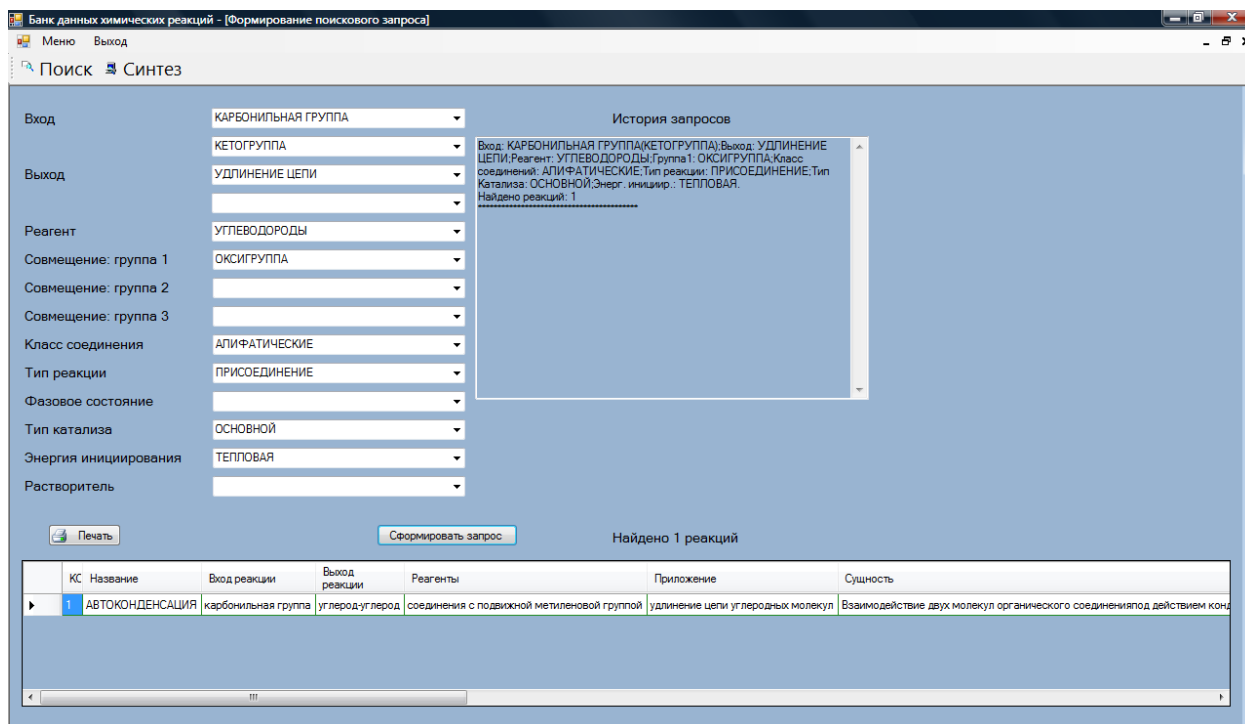 Банк данных химических реакций - [Формирование поискового запроса]
Меню Выход
Поиск Синтез
Вход КАРБОНИЛЬНАЯ ГРУППА
КЕТОГРУППА
Выход УДЛИНЕНИЕ ЦЕПИ
Реагент УГЛЕВОДОРОДЫ
Совмещение: группа 1 ОКСИГРУППА
Совмещение: группа 2
Совмещение: группа 3
Класс соединения АЛИФАТИЧЕСКИЕ
Тип реакции ПРИСОЕДИНЕНИЕ
Фазовое состояние
Тип катализа ОСНОВНОЙ
Энергия инициирования ТЕПЛОВАЯ
Растворитель
История запросов
Вход: КАРБОНИЛЬНАЯ ГРУППА(КЕТОГРУППА);Выход: УДЛИНЕНИЕ
ЦЕПИ;Реагент: УГЛЕВОДОРОДЫ;Группа1: ОКСИГРУППА;Класс
соединений: АЛИФАТИЧЕСКИЕ;Тип реакции: ПРИСОЕДИНЕНИЕ;Тип
Катализа: ОСНОВНОЙ;Энерг. инициир.: ТЕПЛОВАЯ.
Найдено реакций: 1
Печать Сформировать запрос Найдено 1 реакций
КС Название Вход реакции Выход реакции Реагенты Приложение Сущность
1 АВТОКОНДЕНСАЦИЯ карбонильная группа углерод-углерод соединения с подвижной метиленовой группой удлинение цепи углеродных молекул Взаимодействие двух молекул органического соединенияпод действием конд